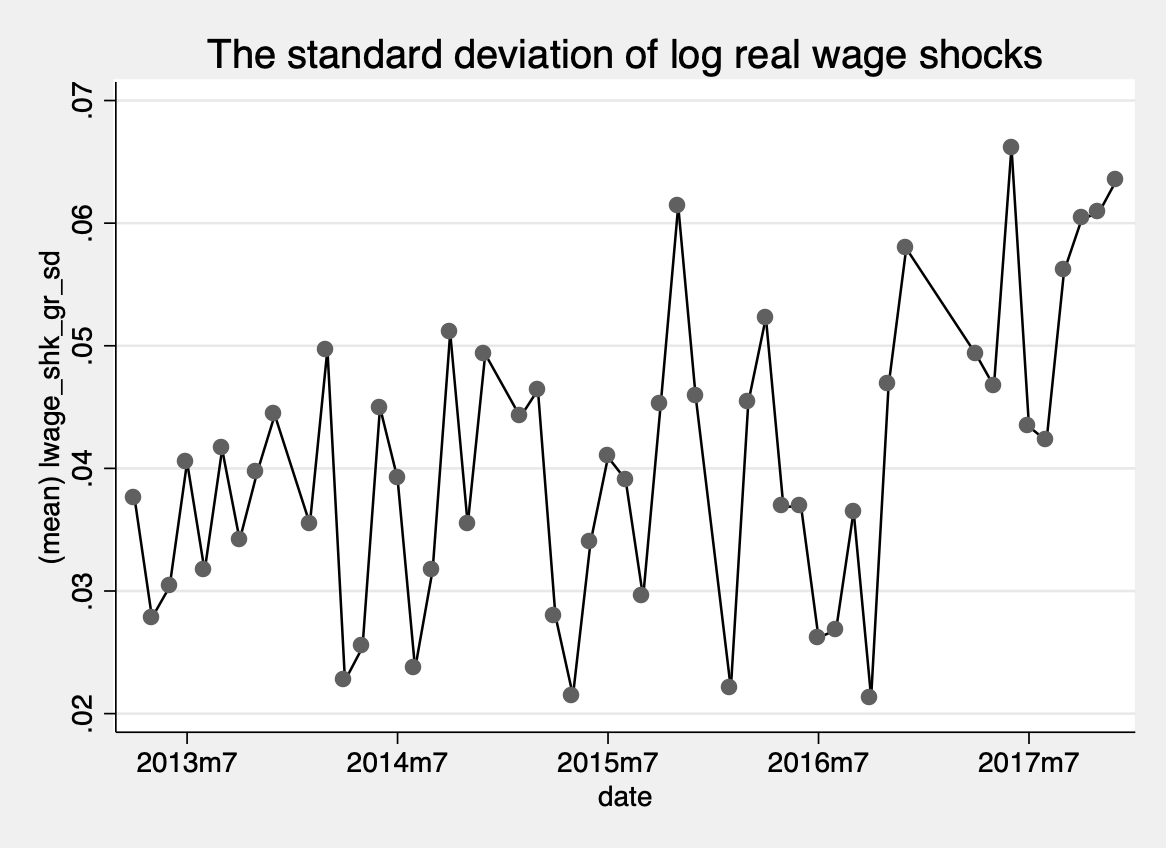 The standard deviation of log real wage shocks
(mean) lwage_shk_gr_sd
.07
.06
.05
.04
.03
.02
2013m7 2014m7 2015m7 2016m7 2017m7
date